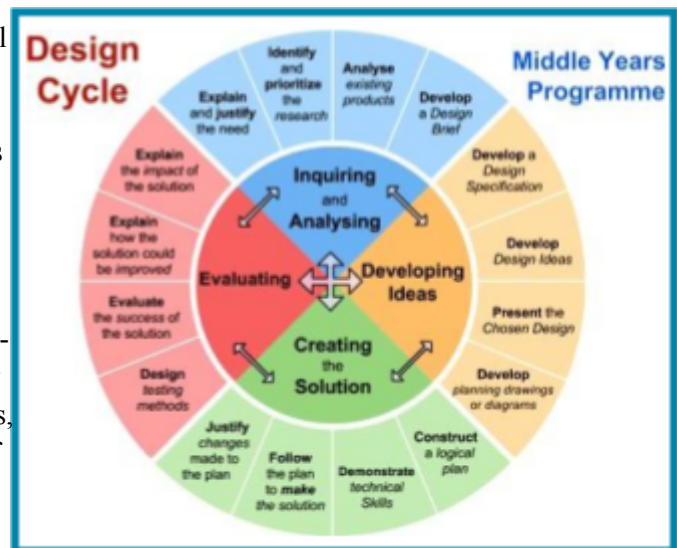 Design
Cycle
Middle Years
Programme
Explain
and justify
the need
Identify
and
prioritize
the
research
Analyse
existing
products
Develop
a Design
Brief
Develop a
Design
Specification
Develop
Design Ideas
Present the
Chosen Design
Develop
planning drawings
or diagrams
Construct
a logical
plan
Demonstrate
technical
Skills
Follow
the plan
to make
the solution
Justify
changes
made to
the plan
Design
testing
methods
Evaluate
the success of
the solution
Explain
how the
solution could
be improved
Explain
the impact of
the solution
Inquiring
and
Analysing
Developing
Ideas
Creating
the
Solution
Evaluating